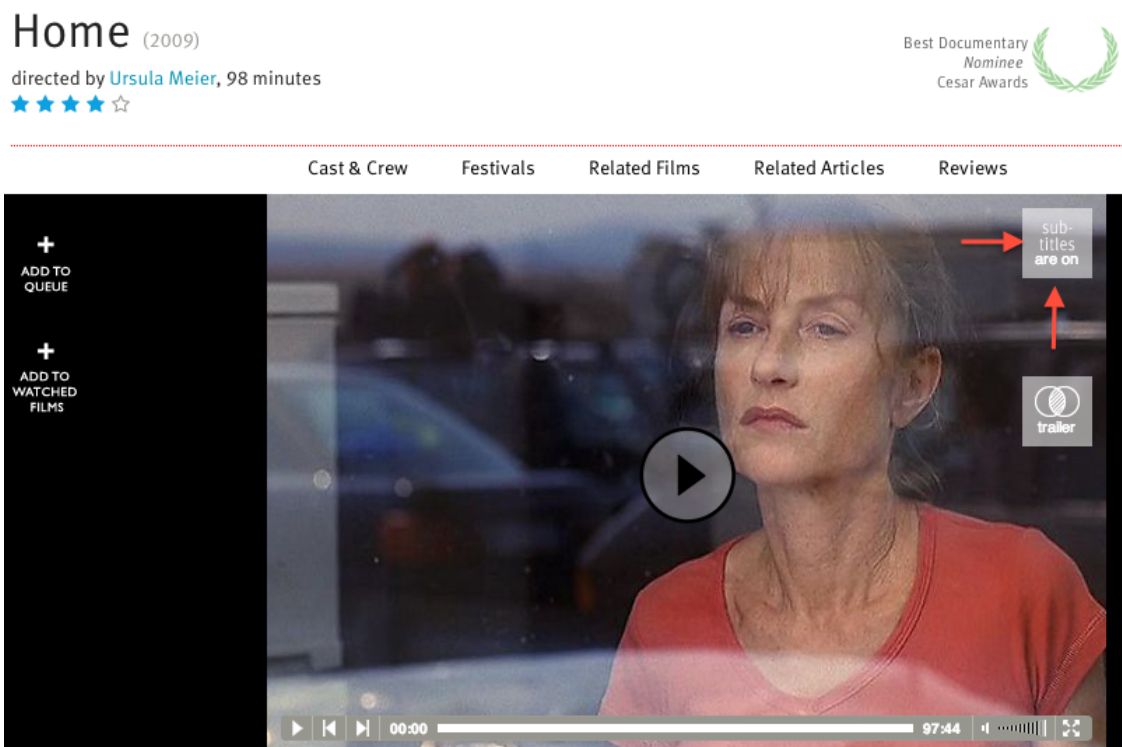 Home (2009)
directed by Ursula Meier, 98 minutes
Best Documentary
Nominee
Cesar Awards
Cast & Crew Festivals Related Films Related Articles Reviews
ADD TO
QUEUE
ADD TO
WATCHED
FILMS
sub-
titles
are on
trailer
00:00 97:44